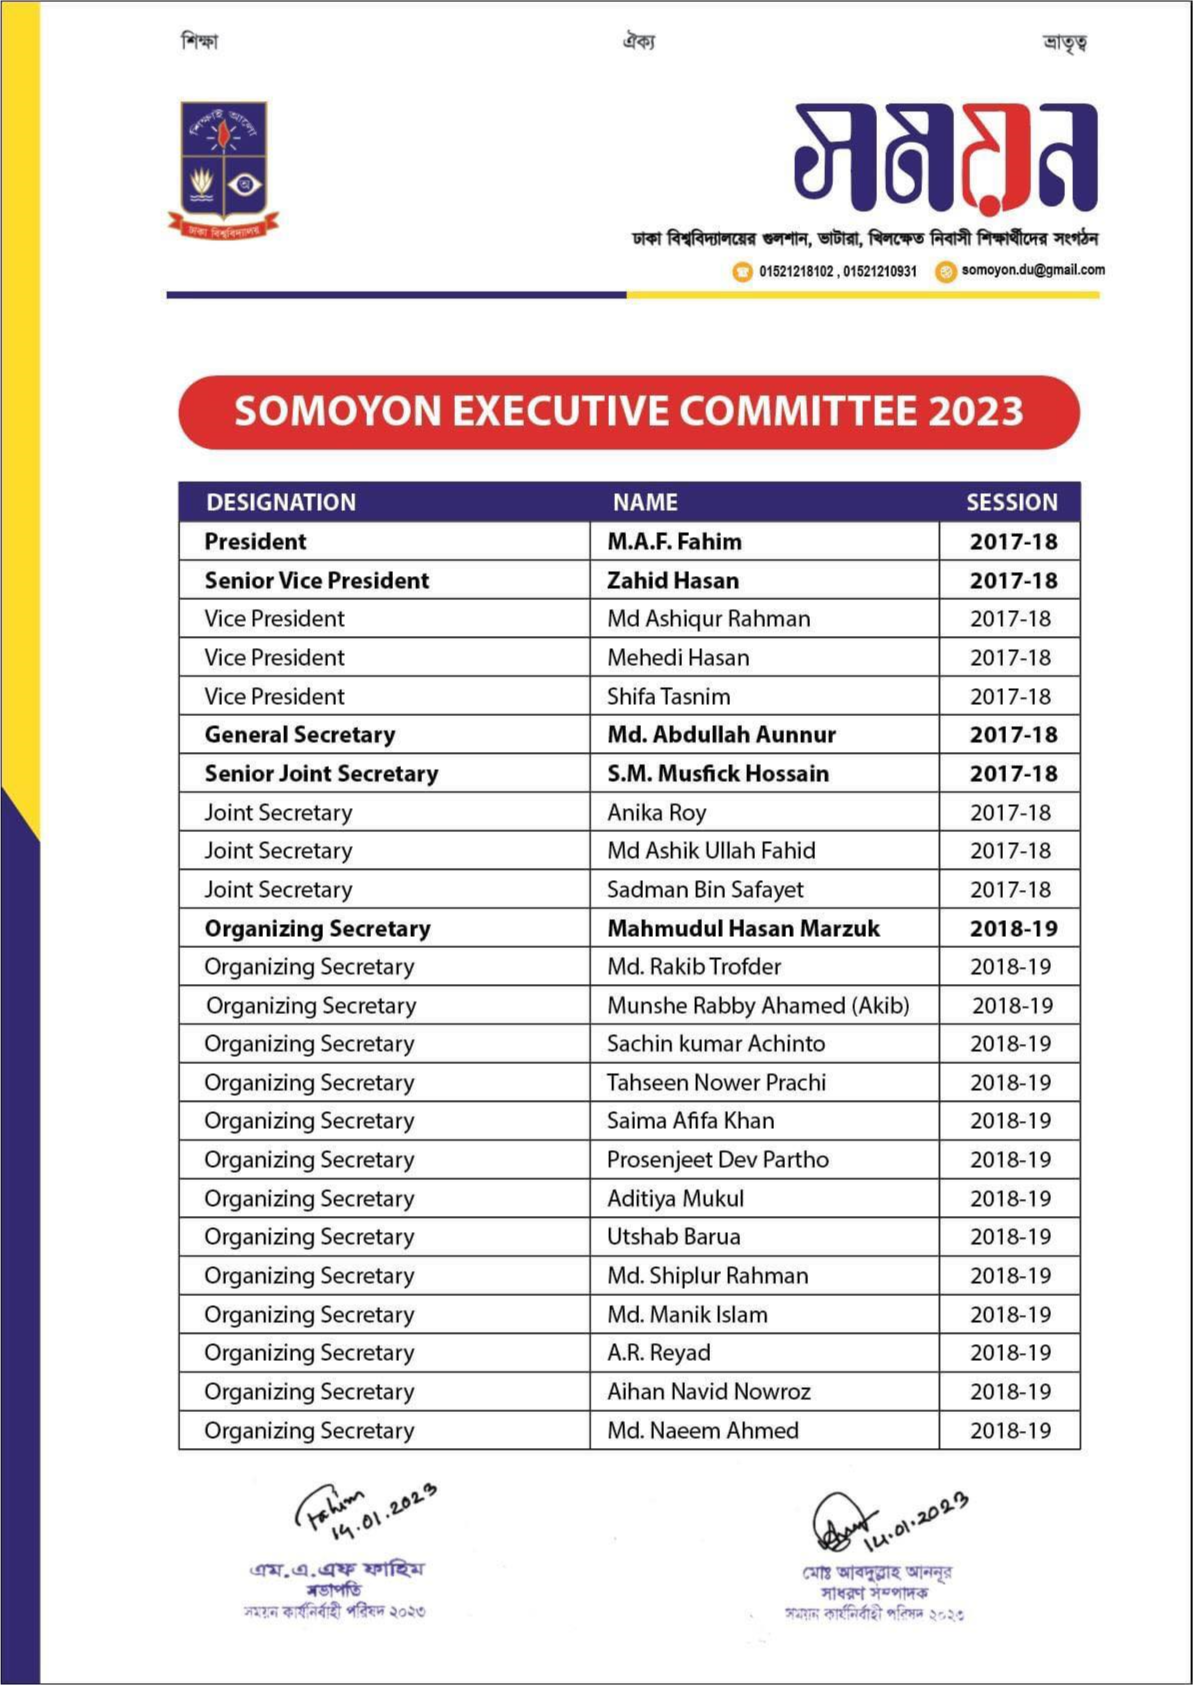 শিক্ষা ঐক্য ভ্রাতৃত্ব
শিক্ষাই আলো
অ
ঢাকা বিশ্ববিদ্যালয়
সময়ন
ঢাকা বিশ্ববিদ্যালয়ের গুলশান, ভাটারা, খিলক্ষেত নিবাসী শিক্ষার্থীদের সংগঠন
01521218102 , 01521210931 somoyon.du@gmail.com
SOMOYON EXECUTIVE COMMITTEE 2023
DESIGNATION NAME SESSION
President M.A.F. Fahim 2017-18
Senior Vice President Zahid Hasan 2017-18
Vice President Md Ashiqur Rahman 2017-18
Vice President Mehedi Hasan 2017-18
Vice President Shifa Tasnim 2017-18
General Secretary Md. Abdullah Aunnur 2017-18
Senior Joint Secretary S.M. Musfick Hossain 2017-18
Joint Secretary Anika Roy 2017-18
Joint Secretary Md Ashik Ullah Fahid 2017-18
Joint Secretary Sadman Bin Safayet 2017-18
Organizing Secretary Mahmudul Hasan Marzuk 2018-19
Organizing Secretary Md. Rakib Trofder 2018-19
Organizing Secretary Munshe Rabby Ahamed (Akib) 2018-19
Organizing Secretary Sachin kumar Achinto 2018-19
Organizing Secretary Tahseen Nower Prachi 2018-19
Organizing Secretary Saima Afifa Khan 2018-19
Organizing Secretary Prosenjeet Dev Partho 2018-19
Organizing Secretary Aditiya Mukul 2018-19
Organizing Secretary Utshab Barua 2018-19
Organizing Secretary Md. Shiplur Rahman 2018-19
Organizing Secretary Md. Manik Islam 2018-19
Organizing Secretary A.R. Reyad 2018-19
Organizing Secretary Aihan Navid Nowroz 2018-19
Organizing Secretary Md. Naeem Ahmed 2018-19
Fahim
14.01.2023 14.01.2023
এম.এ.এফ ফাহিম মোঃ আবদুল্লাহ আননূর
সভাপতি সাধরণ সম্পাদক
সময়ন কার্যনির্বাহী পরিষদ ২০২৩ সময়ন কার্যনির্বাহী পরিষদ ২০২৩